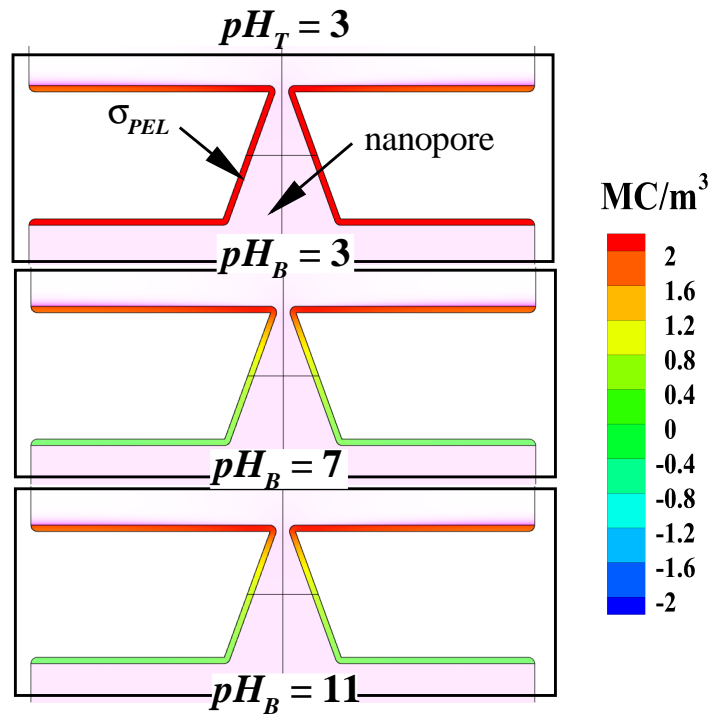 pH_T = 3
σ_PEL
nanopore
pH_B = 3
pH_B = 7
pH_B = 11
MC/m³
2
1.6
1.2
0.8
0.4
0
-0.4
-0.8
-1.2
-1.6
-2